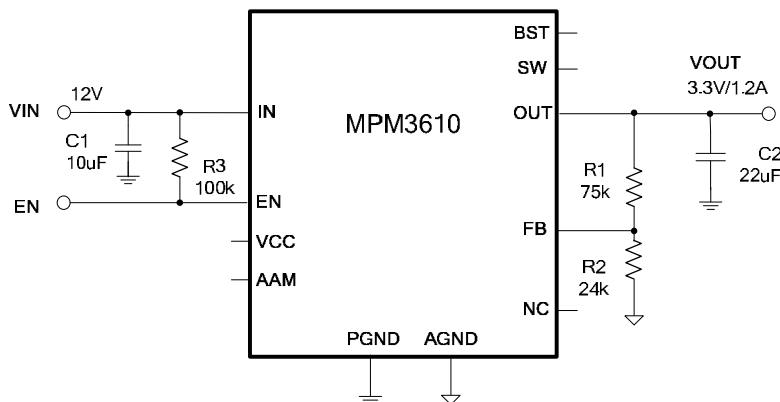 BST
SW
OUT
VOUT
3.3V/1.2A
VIN
12V
IN
MPM3610
C1
10uF
R3
100k
R1
75k
C2
22uF
EN
EN
VCC
AAM
FB
R2
24k
NC
PGND
AGND